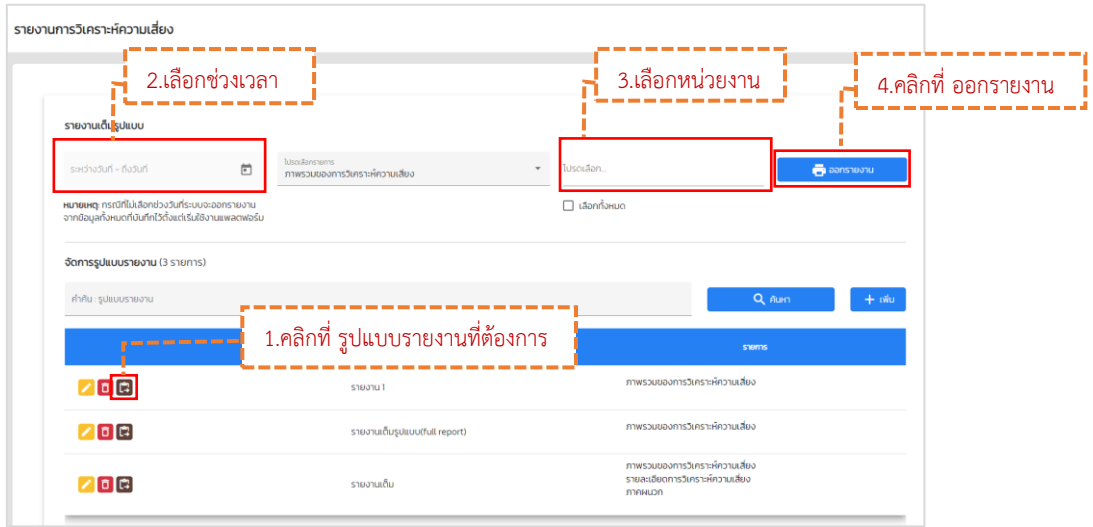 รายงานการวิเคราะห์ความเสี่ยง
2.เลือกช่วงเวลา
3.เลือกหน่วยงาน
4.คลิกที่ ออกรายงาน
รายงานเต็มรูปแบบ
ระหว่างวันที่ - ถึงวันที่
โปรดเลือกรายการ
ภาพรวมของการวิเคราะห์ความเสี่ยง
โปรดเลือก..
ออกรายงาน
หมายเหตุ: กรณีที่ไม่เลือกช่วงวันที่ระบบจะออกรายงาน
จากข้อมูลทั้งหมดที่บันทึกไว้ตั้งแต่เริ่มใช้งานแพลตฟอร์ม
เลือกทั้งหมด
จัดการรูปแบบรายงาน (3 รายการ)
คำค้น : รูปแบบรายงาน
ค้นหา
+ เพิ่ม
1.คลิกที่ รูปแบบรายงานที่ต้องการ
รายการ
รายงาน 1
ภาพรวมของการวิเคราะห์ความเสี่ยง
รายงานเต็มรูปแบบ(full report)
ภาพรวมของการวิเคราะห์ความเสี่ยง
รายงานเต็ม
ภาพรวมของการวิเคราะห์ความเสี่ยง
รายละเอียดการวิเคราะห์ความเสี่ยง
ภาคผนวก